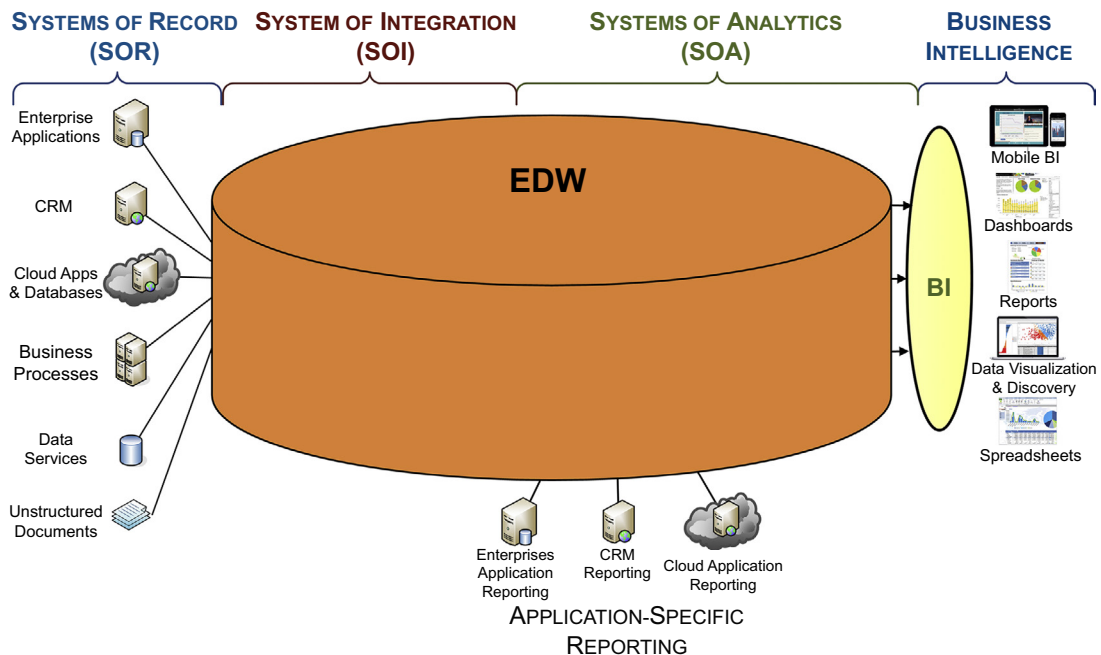 SYSTEMS OF RECORD
(SOR)
SYSTEM OF INTEGRATION
(SOI)
SYSTEMS OF ANALYTICS
(SOA)
BUSINESS
INTELLIGENCE
Enterprise
Applications
CRM
Cloud Apps
& Databases
Business
Processes
Data
Services
Unstructured
Documents
EDW
BI
Mobile BI
Dashboards
Reports
Data Visualization
& Discovery
Spreadsheets
Enterprises
Application
Reporting
CRM
Reporting
Cloud Application
Reporting
APPLICATION-SPECIFIC
REPORTING